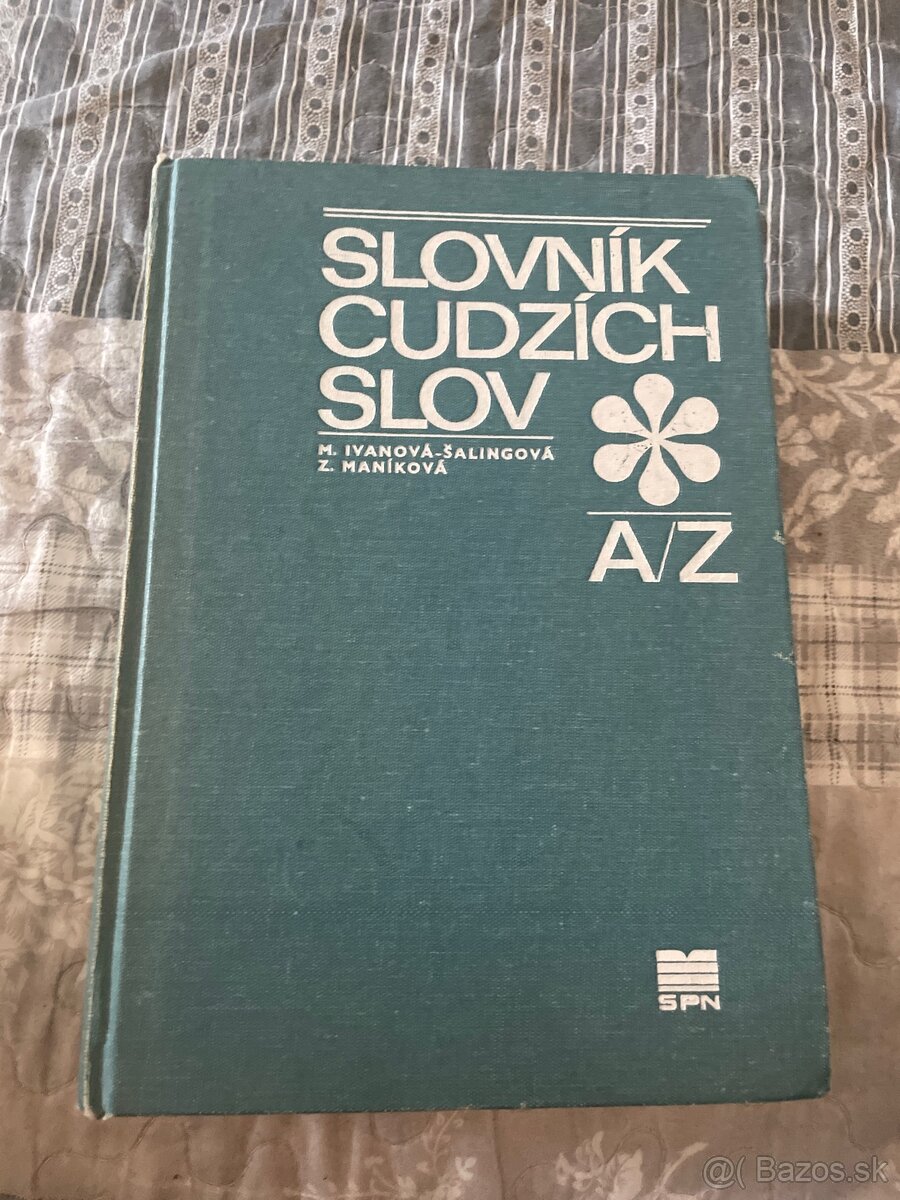 SLOVNÍK
CUDZÍCH
SLOV
M. IVANOVÁ-ŠALINGOVÁ
Z. MANÍKOVÁ
A/Z
SPN
@( Bazos.sk